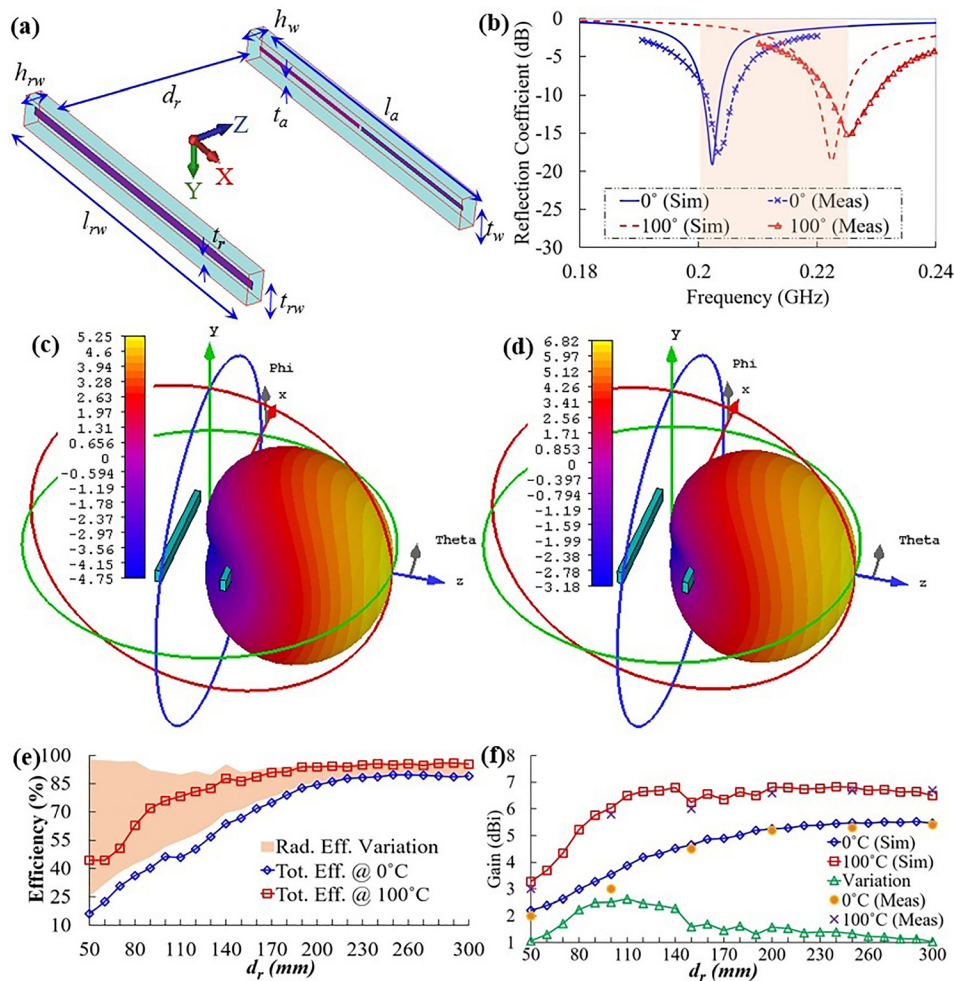 (a)
h_w
h_rw
d_r
t_a
l_a
Z
X
Y
l_rw
t_r
t_w
t_rw
(b)
Reflection Coefficient (dB)
0
-5
-10
-15
-20
-25
-30
0° (Sim)
0° (Meas)
100° (Sim)
100° (Meas)
0.18
0.2
0.22
0.24
Frequency (GHz)
(c)
5.25
4.6
3.94
3.28
2.63
1.97
1.31
0.656
0
-0.594
-1.19
-1.78
-2.37
-2.97
-3.56
-4.15
-4.75
y
Phi
x
Theta
z
(d)
6.82
5.97
5.12
4.26
3.41
2.56
1.71
0.853
0
-0.397
-0.794
-1.19
-1.59
-1.99
-2.38
-2.78
-3.18
y
Phi
x
Theta
z
(e)
Efficiency (%)
100
85
70
55
40
25
10
Rad. Eff. Variation
Tot. Eff. @ 0°C
Tot. Eff. @ 100°C
50
80
110
140
170
200
230
260
300
d_r (mm)
(f)
Gain (dBi)
8
7
6
5
4
3
2
1
0°C (Sim)
100°C (Sim)
Variation
0°C (Meas)
100°C (Meas)
50
80
110
140
170
200
230
260
300
d_r (mm)